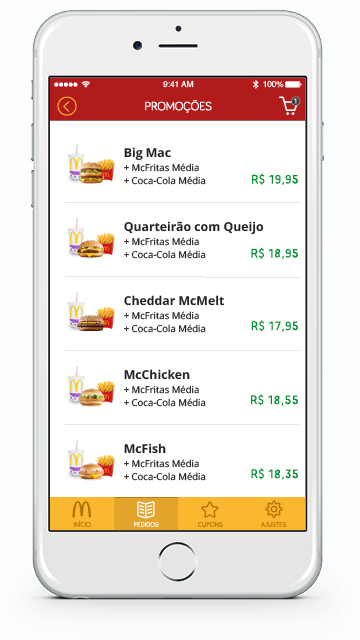 9:41 AM 100%
PROMOÇÕES 1
Big Mac
+ McFritas Média
+ Coca-Cola Média R$ 19,95
Quarteirão com Queijo
+ McFritas Média
+ Coca-Cola Média R$ 18,95
Cheddar McMelt
+ McFritas Média
+ Coca-Cola Média R$ 17,95
McChicken
+ McFritas Média
+ Coca-Cola Média R$ 18,55
McFish
+ McFritas Média
+ Coca-Cola Média R$ 18,35
INÍCIO PEDIDOS CUPONS AJUSTES